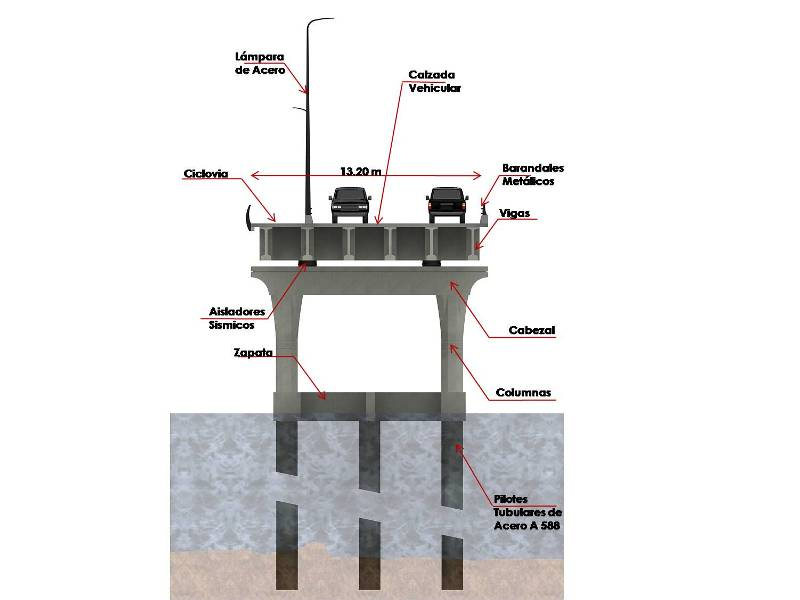 Lámpara
de Acero
Calzada
Vehicular
13.20 m
Ciclovia
Barandales
Metálicos
Vigas
Aisladores
Sismicos
Cabezal
Zapata
Columnas
Pilotes
Tubulares de
Acero A 588